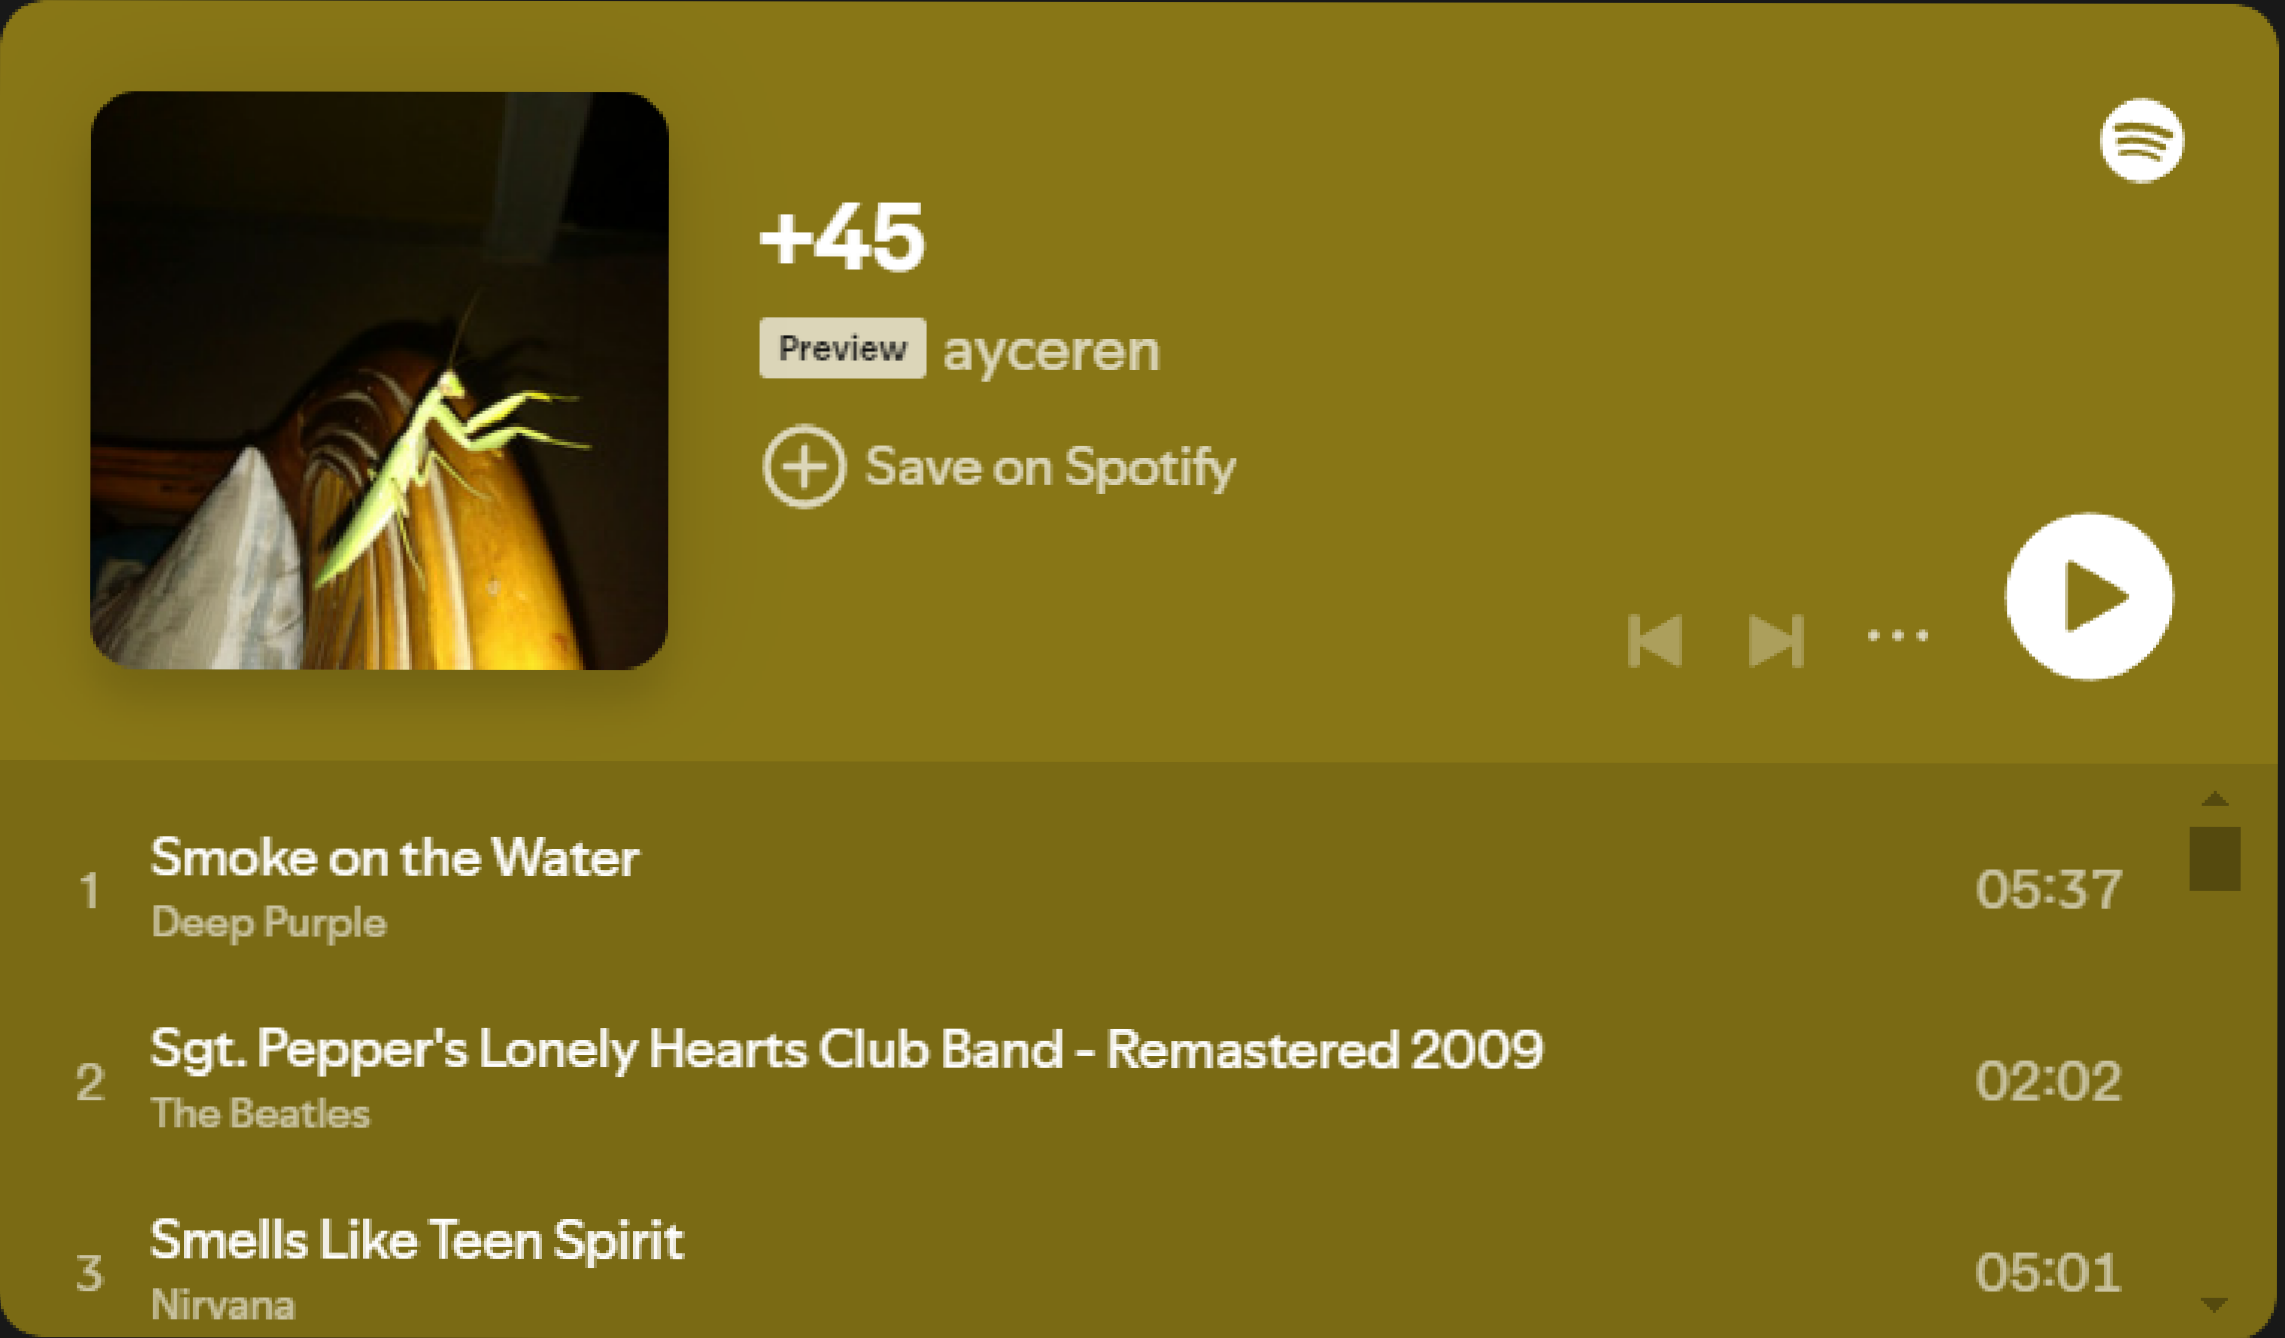 +45
Preview ayceren
Save on Spotify
1 Smoke on the Water 05:37
Deep Purple
2 Sgt. Pepper's Lonely Hearts Club Band - Remastered 2009 02:02
The Beatles
3 Smells Like Teen Spirit 05:01
Nirvana